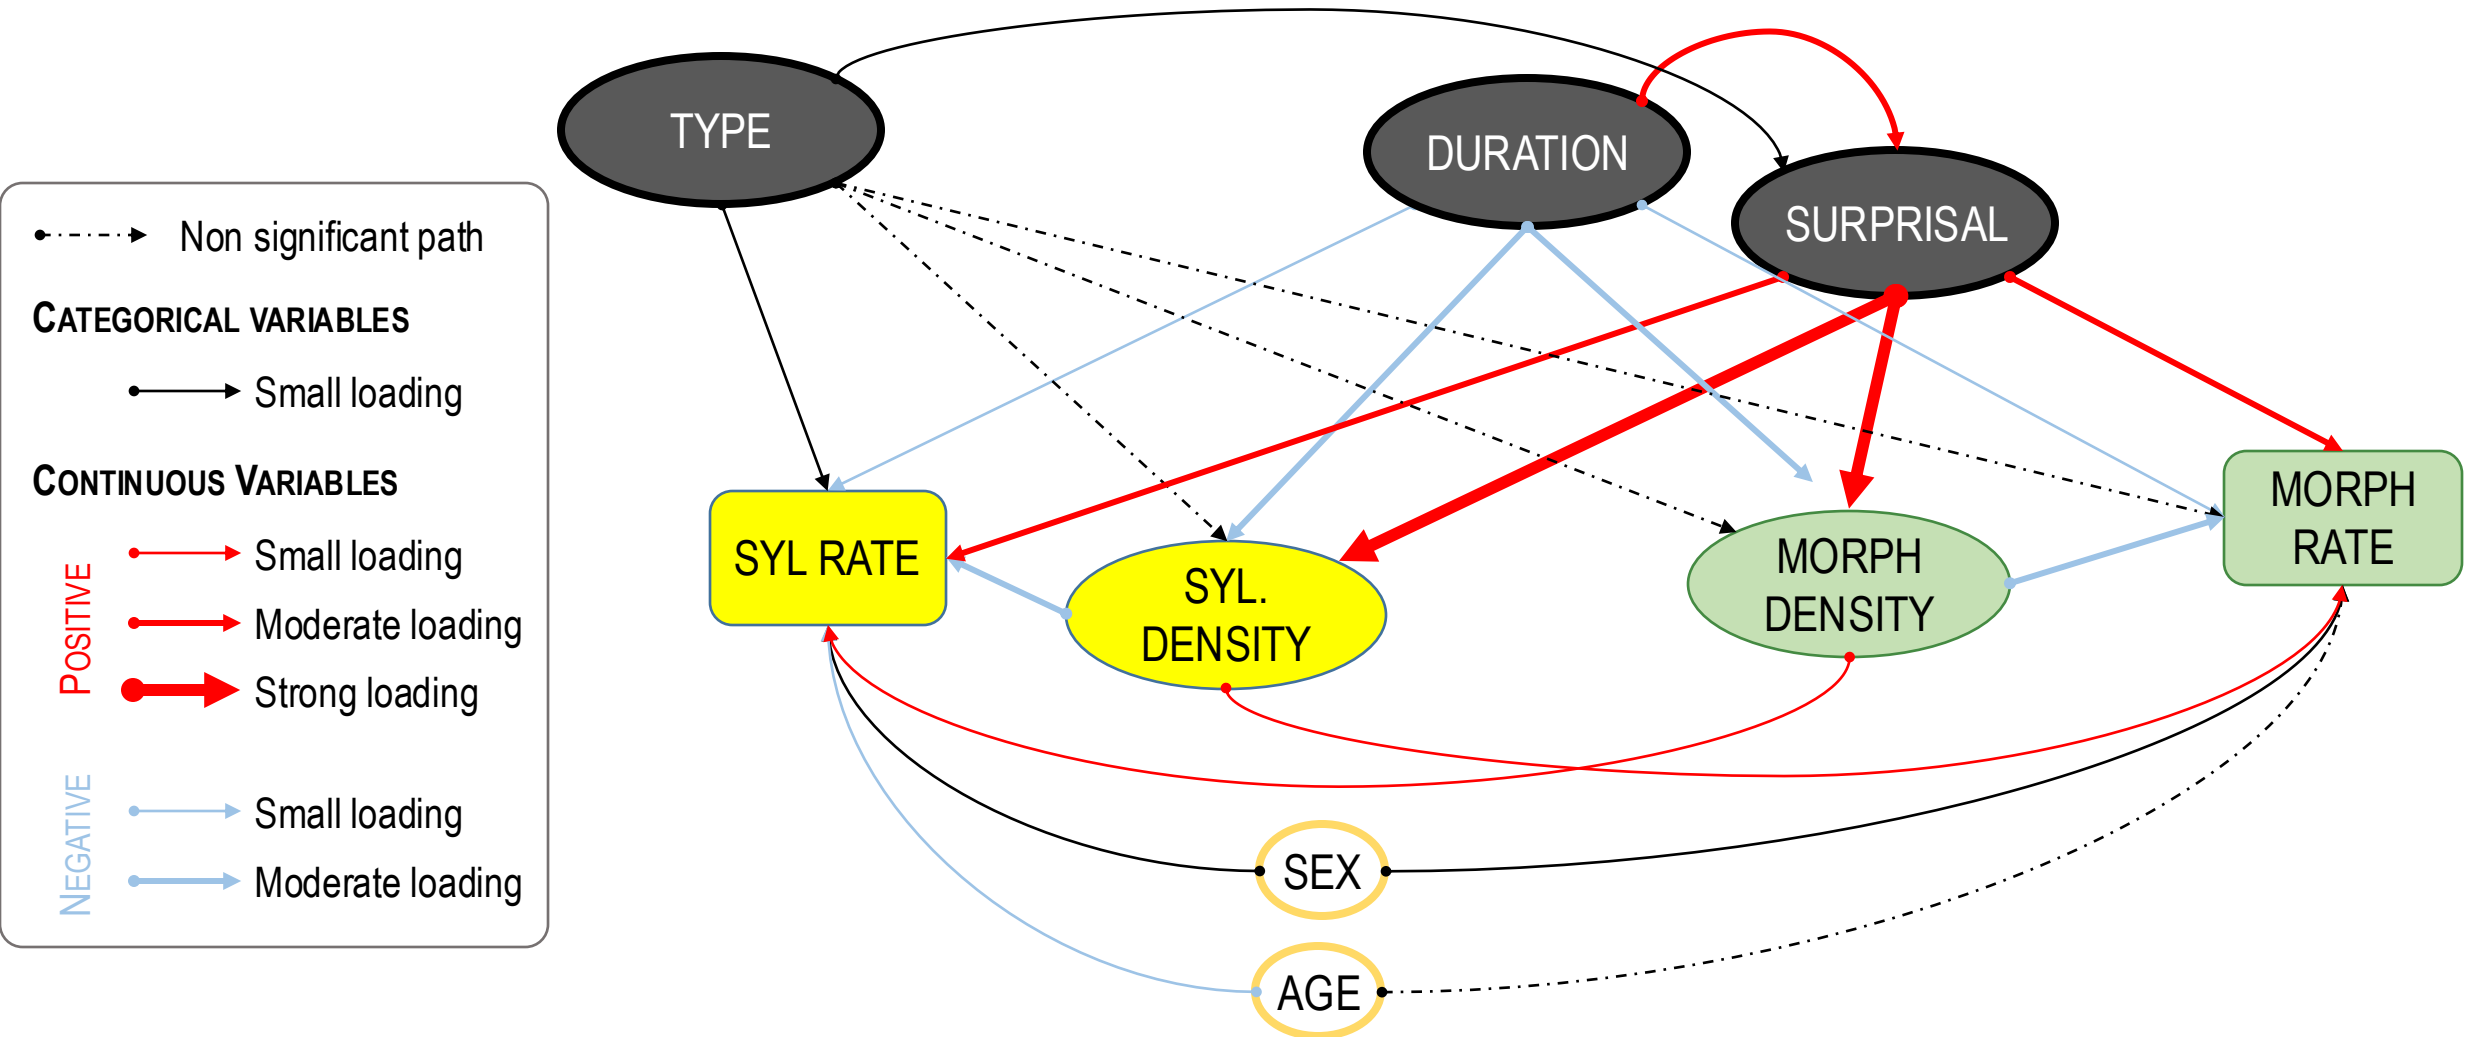 TYPE
DURATION
SURPRISAL
Non significant path
CATEGORICAL VARIABLES
Small loading
CONTINUOUS VARIABLES
POSITIVE
Small loading
Moderate loading
Strong loading
NEGATIVE
Small loading
Moderate loading
SYL RATE
SYL.
DENSITY
MORPH
DENSITY
MORPH
RATE
SEX
AGE